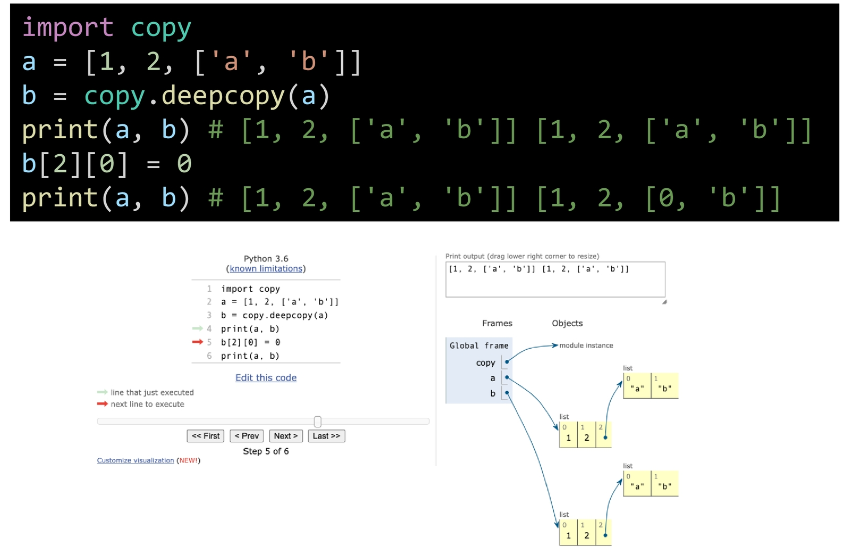 import copy
a = [1, 2, ['a', 'b']]
b = copy.deepcopy(a)
print(a, b) # [1, 2, ['a', 'b']] [1, 2, ['a', 'b']]
b[2][0] = 0
print(a, b) # [1, 2, ['a', 'b']] [1, 2, [0, 'b']]
Python 3.6
(known limitations)
1 import copy
2 a = [1, 2, ['a', 'b']]
3 b = copy.deepcopy(a)
4 print(a, b)
5 b[2][0] = 0
6 print(a, b)
Edit this code
line that just executed
next line to execute
<< First < Prev Next > Last >>
Step 5 of 6
Customize visualization (NEW!)
Print output (drag lower right corner to resize)
[1, 2, ['a', 'b']] [1, 2, ['a', 'b']]
Frames Objects
Global frame
copy
a
b
module instance
list
0 1
"a" "b"
list
0 1 2
1 2
list
0 1
"a" "b"
list
0 1 2
1 2